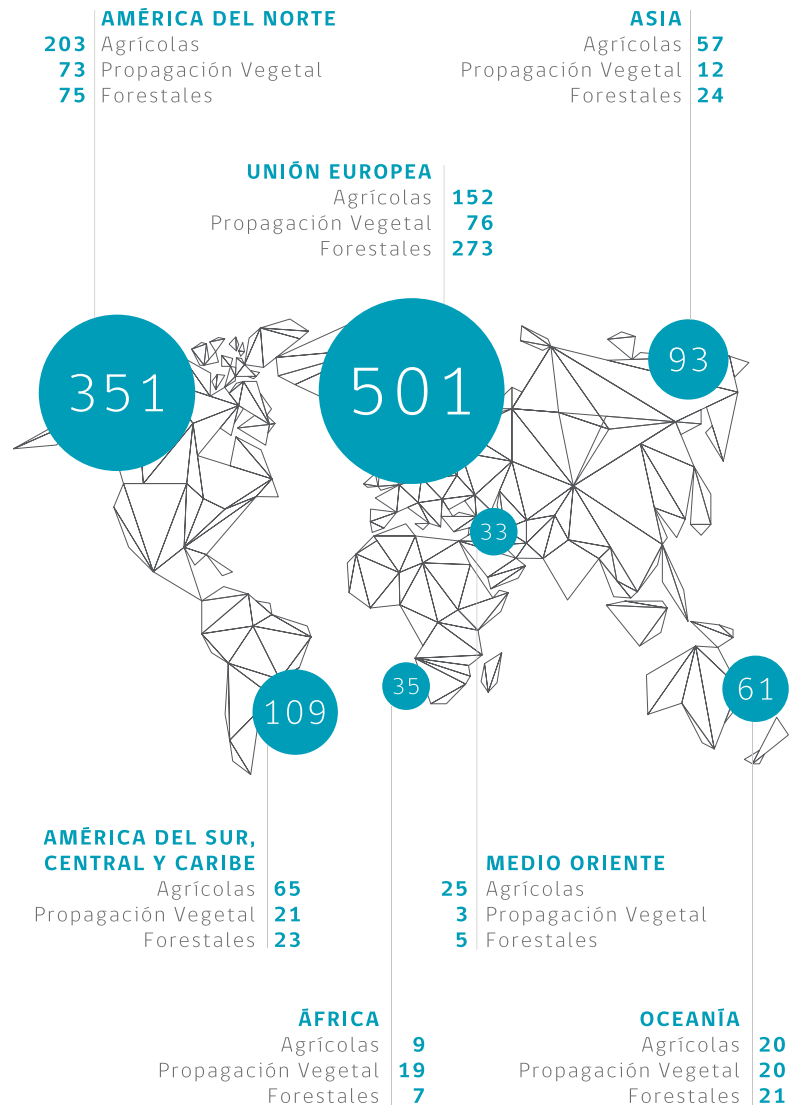 AMÉRICA DEL NORTE
203 Agrícolas
73 Propagación Vegetal
75 Forestales
ASIA
Agrícolas 57
Propagación Vegetal 12
Forestales 24
UNIÓN EUROPEA
Agrícolas 152
Propagación Vegetal 76
Forestales 273
351
501
93
33
35
109
61
AMÉRICA DEL SUR,
CENTRAL Y CARIBE
Agrícolas 65
Propagación Vegetal 21
Forestales 23
MEDIO ORIENTE
25 Agrícolas
3 Propagación Vegetal
5 Forestales
ÁFRICA
Agrícolas 9
Propagación Vegetal 19
Forestales 7
OCEANÍA
Agrícolas 20
Propagación Vegetal 20
Forestales 21